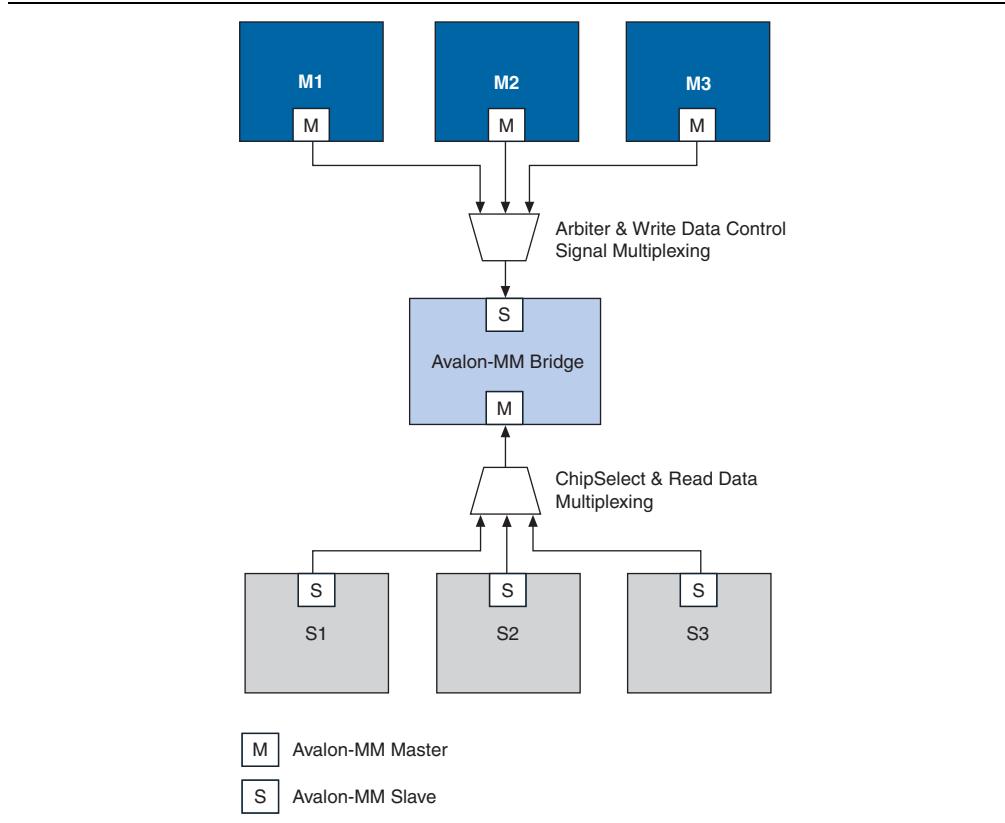 M1
M2
M3
M
M
M
Arbiter & Write Data Control
Signal Multiplexing
S
Avalon-MM Bridge
M
ChipSelect & Read Data
Multiplexing
S
S
S
S1
S2
S3
M Avalon-MM Master
S Avalon-MM Slave